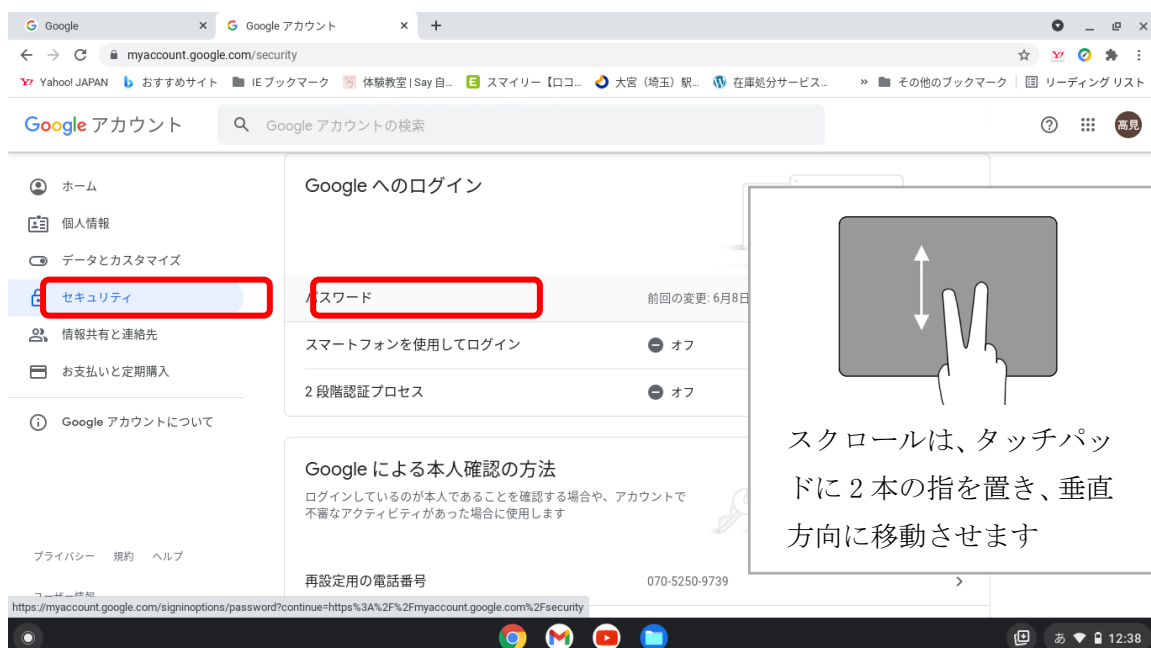 Google
Google アカウント
myaccount.google.com/security
Yahoo! JAPAN おすすめサイト IE ブックマーク 体験教室 | Say 自... スマイリー【口コ... 大宮（埼玉）駅... 在庫処分サービス... » その他のブックマーク リーディング リスト
Google アカウント
Google アカウントの検索
高見
ホーム
個人情報
データとカスタマイズ
セキュリティ
情報共有と連絡先
お支払いと定期購入
Google アカウントについて
プライバシー 規約 ヘルプ
Google へのログイン
パスワード 前回の変更: 6月8日
スマートフォンを使用してログイン オフ
2 段階認証プロセス オフ
Google による本人確認の方法
ログインしているのが本人であることを確認する場合や、アカウントで
不審なアクティビティがあった場合に使用します
再設定用の電話番号 070-5250-9739
スクロールは、タッチパッ
ドに2本の指を置き、垂直
方向に移動させます
https://myaccount.google.com/signinoptions/password?continue=https%3A%2F%2Fmyaccount.google.com%2Fsecurity
あ 12:38